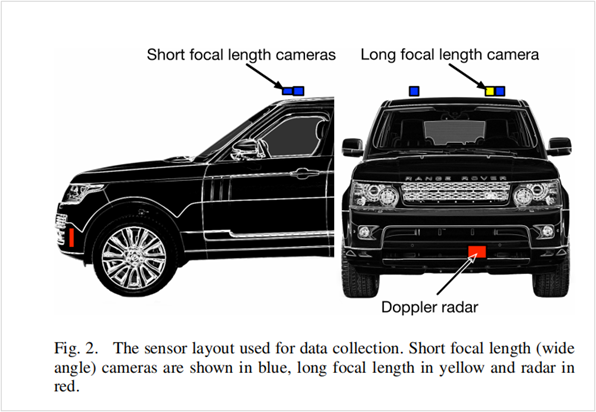 Short focal length cameras
Long focal length camera
RANGE ROVER
Doppler radar
Fig. 2. The sensor layout used for data collection. Short focal length (wide
angle) cameras are shown in blue, long focal length in yellow and radar in
red.